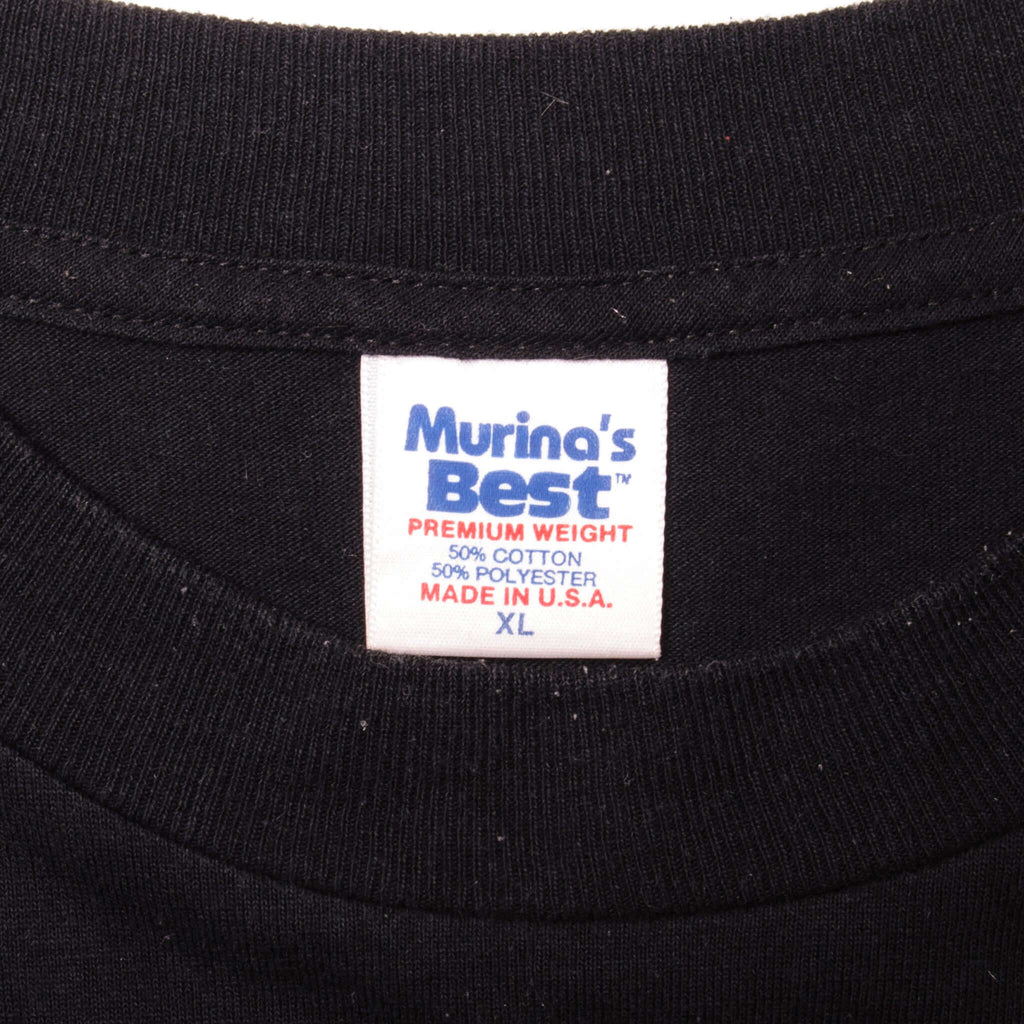 Murina's
Best™
PREMIUM WEIGHT
50% COTTON
50% POLYESTER
MADE IN U.S.A.
XL